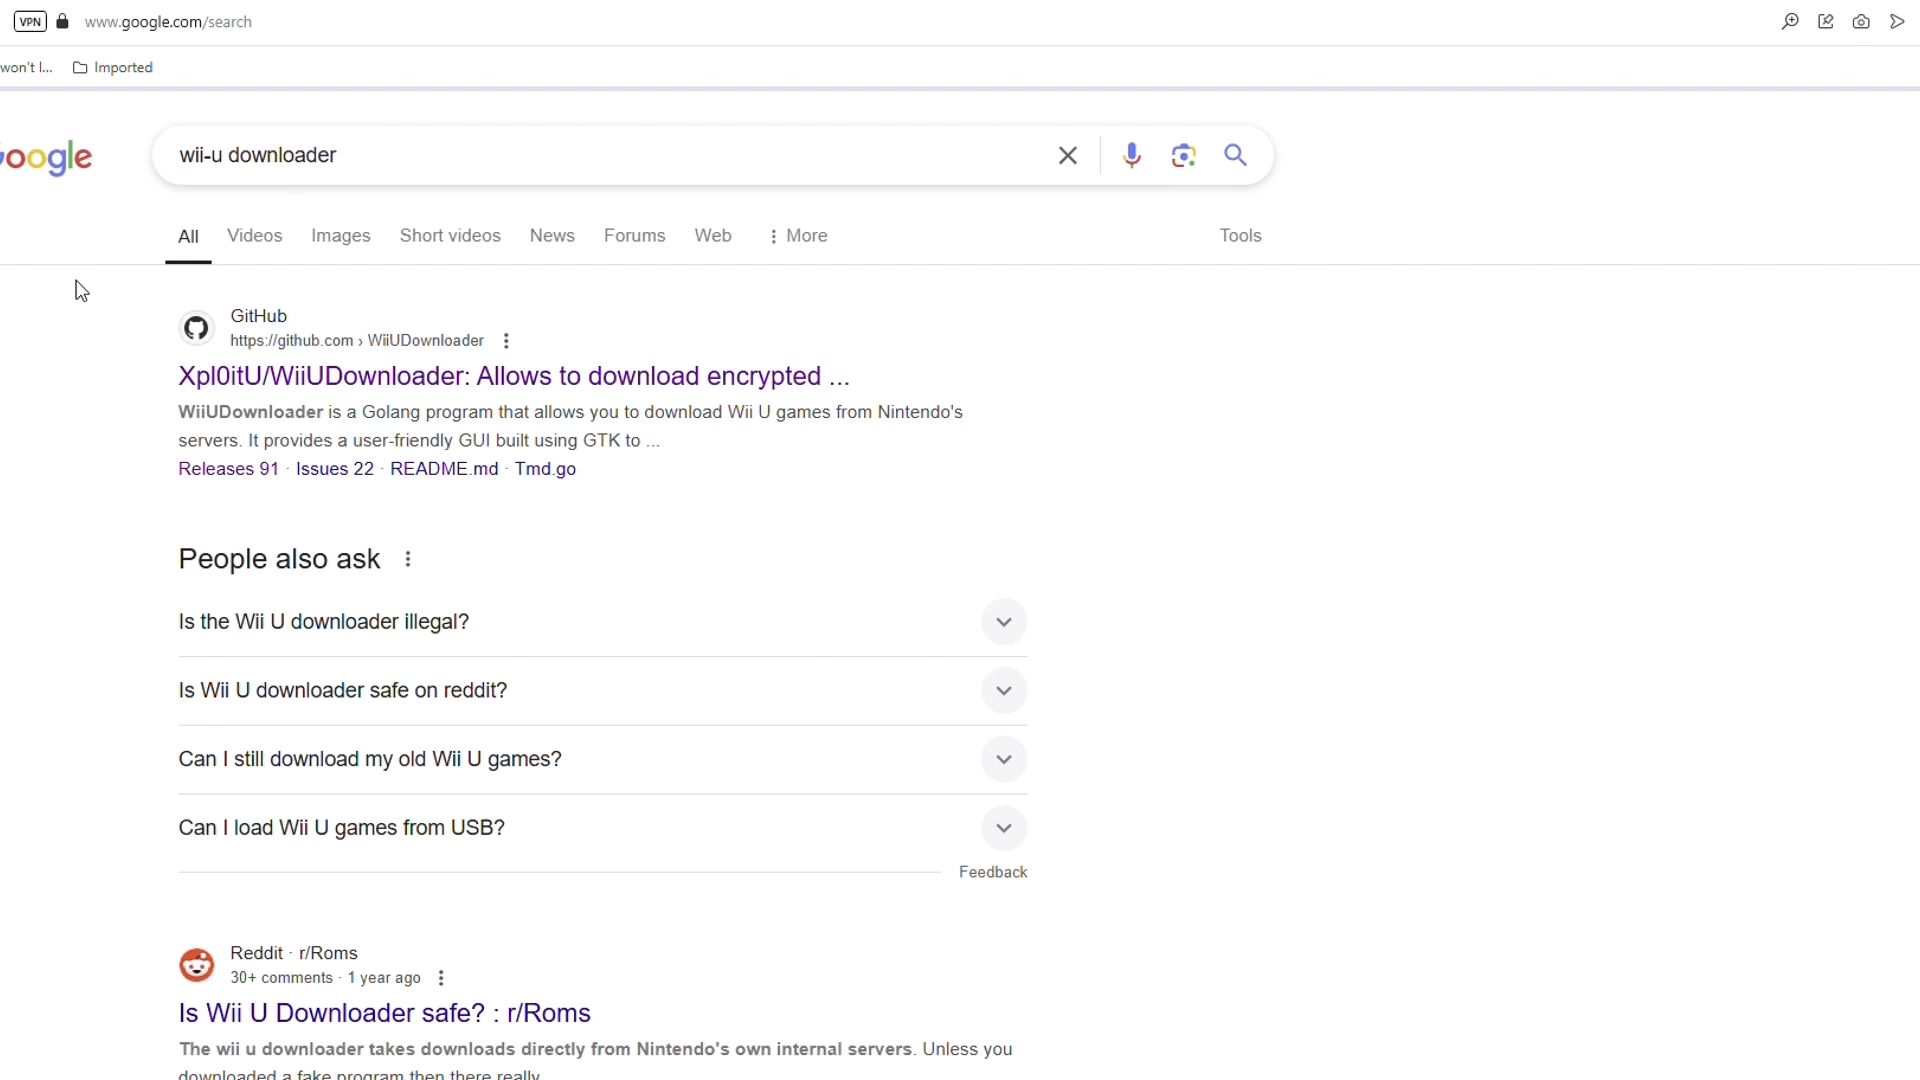 VPN www.google.com/search
won't l... Imported
oogle wii-u downloader
All Videos Images Short videos News Forums Web More Tools
GitHub
https://github.com › WiiUDownloader
Xpl0itU/WiiUDownloader: Allows to download encrypted ...
WiiUDownloader is a Golang program that allows you to download Wii U games from Nintendo's
servers. It provides a user-friendly GUI built using GTK to ...
Releases 91 · Issues 22 · README.md · Tmd.go
People also ask
Is the Wii U downloader illegal?
Is Wii U downloader safe on reddit?
Can I still download my old Wii U games?
Can I load Wii U games from USB?
Feedback
Reddit · r/Roms
30+ comments · 1 year ago
Is Wii U Downloader safe? : r/Roms
The wii u downloader takes downloads directly from Nintendo's own internal servers. Unless you
downloaded a fake program then there really